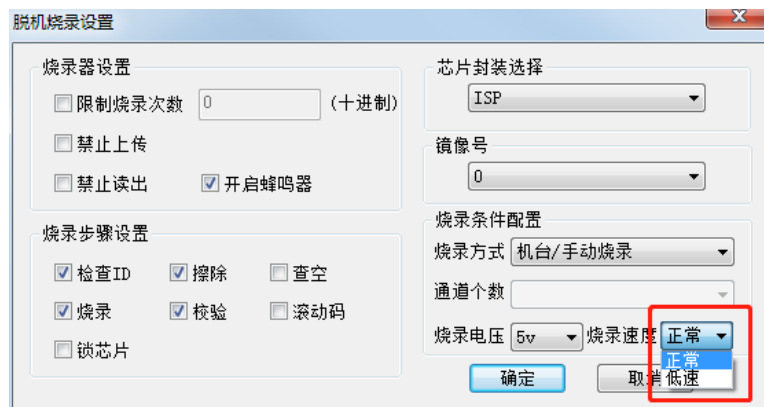 脱机烧录设置
烧录器设置
限制烧录次数 0 (十进制)
禁止上传
禁止读出 开启蜂鸣器
烧录步骤设置
检查ID 擦除 查空
烧录 校验 滚动码
锁芯片
芯片封装选择
ISP
镜像号
0
烧录条件配置
烧录方式 机台/手动烧录
通道个数
烧录电压 5v 烧录速度 正常
正常
低速
确定 取消